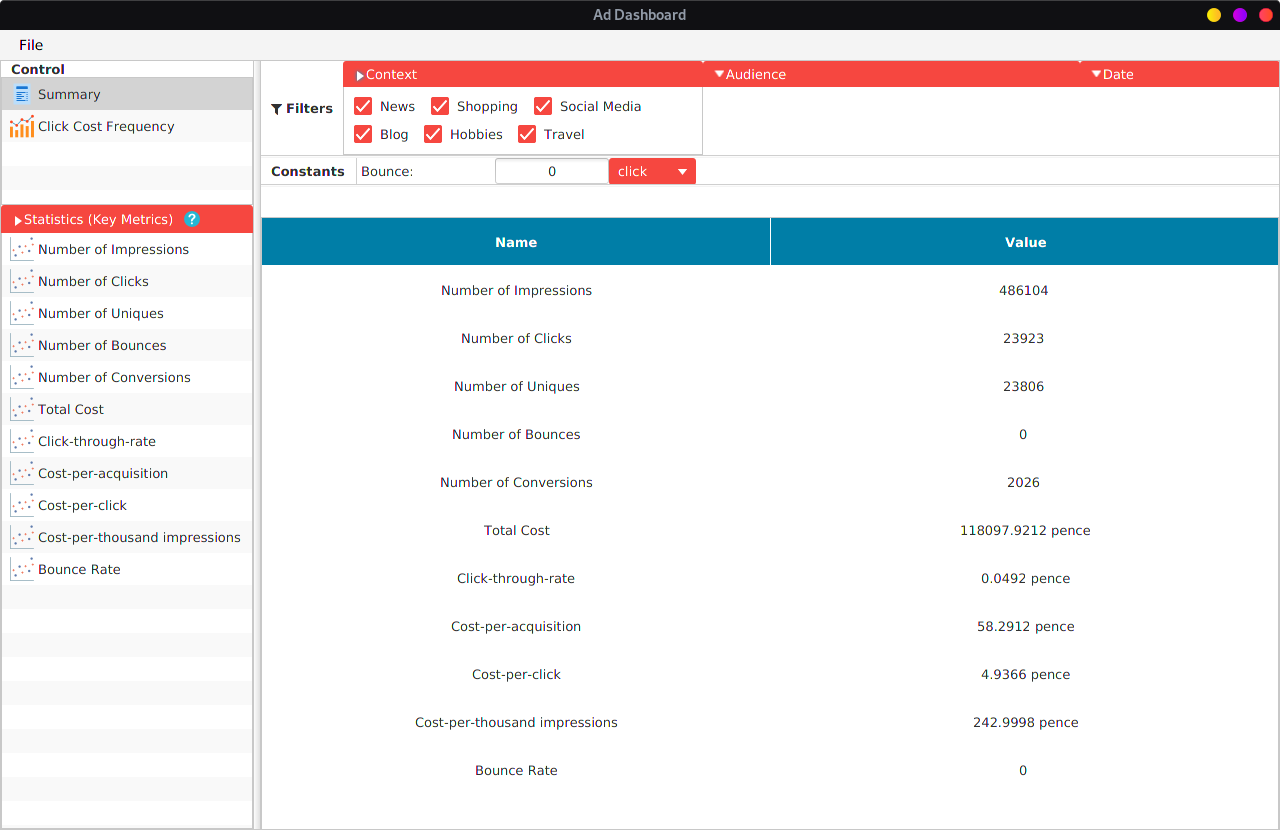 Ad Dashboard
File
Control
Summary
Click Cost Frequency
Statistics (Key Metrics) ?
Number of Impressions
Number of Clicks
Number of Uniques
Number of Bounces
Number of Conversions
Total Cost
Click-through-rate
Cost-per-acquisition
Cost-per-click
Cost-per-thousand impressions
Bounce Rate
Filters
Context
Audience
Date
News Shopping Social Media
Blog Hobbies Travel
Constants Bounce: 0 click
Name Value
Number of Impressions 486104
Number of Clicks 23923
Number of Uniques 23806
Number of Bounces 0
Number of Conversions 2026
Total Cost 118097.9212 pence
Click-through-rate 0.0492 pence
Cost-per-acquisition 58.2912 pence
Cost-per-click 4.9366 pence
Cost-per-thousand impressions 242.9998 pence
Bounce Rate 0